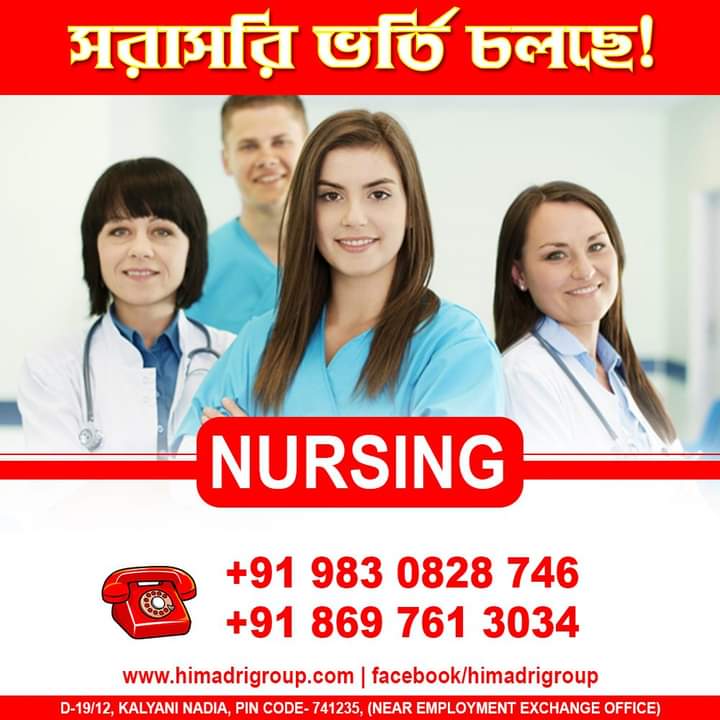 সরাসরি ভর্তি চলছে!
NURSING
+91 983 0828 746
+91 869 761 3034
www.himadrigroup.com | facebook/himadrigroup
D-19/12, KALYANI NADIA, PIN CODE- 741235, (NEAR EMPLOYMENT EXCHANGE OFFICE)